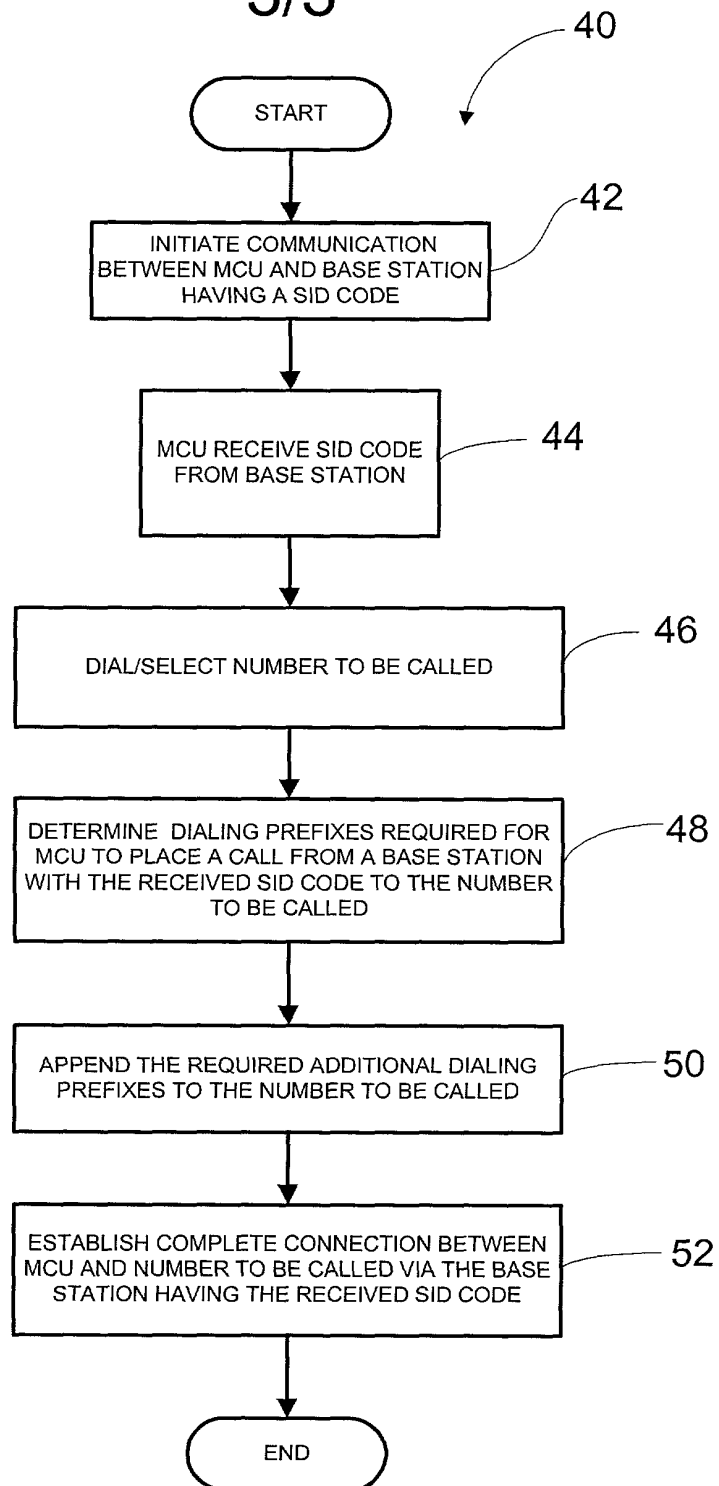 3/3
40
START
42
INITIATE COMMUNICATION
BETWEEN MCU AND BASE STATION
HAVING A SID CODE
44
MCU RECEIVE SID CODE
FROM BASE STATION
46
DIAL/SELECT NUMBER TO BE CALLED
48
DETERMINE DIALING PREFIXES REQUIRED FOR
MCU TO PLACE A CALL FROM A BASE STATION
WITH THE RECEIVED SID CODE TO THE NUMBER
TO BE CALLED
50
APPEND THE REQUIRED ADDITIONAL DIALING
PREFIXES TO THE NUMBER TO BE CALLED
52
ESTABLISH COMPLETE CONNECTION BETWEEN
MCU AND NUMBER TO BE CALLED VIA THE BASE
STATION HAVING THE RECEIVED SID CODE
END